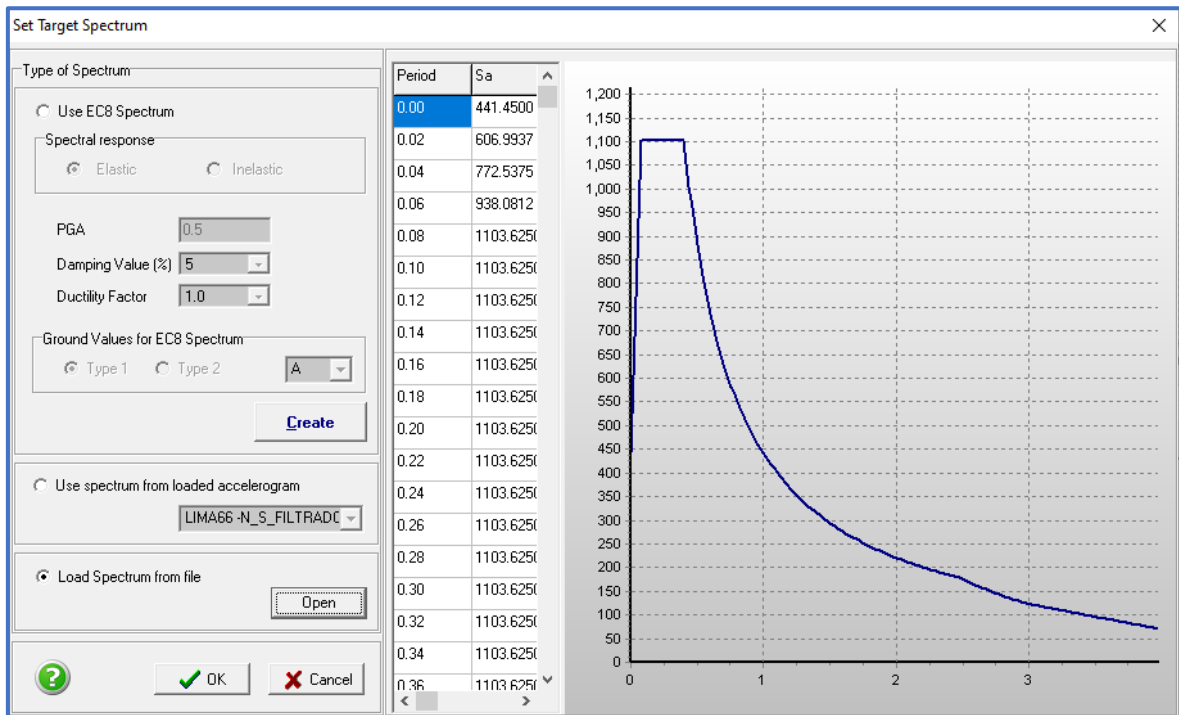 Set Target Spectrum
Type of Spectrum
Use EC8 Spectrum
Spectral response
Elastic Inelastic
PGA 0.5
Damping Value (%) 5
Ductility Factor 1.0
Ground Values for EC8 Spectrum
Type 1 Type 2 A
Create
Use spectrum from loaded accelerogram
LIMA66 -N_S_FILTRADO
Load Spectrum from file
Open
OK Cancel
Period Sa
0.00 441.4500
0.02 606.9937
0.04 772.5375
0.06 938.0812
0.08 1103.6250
0.10 1103.6250
0.12 1103.6250
0.14 1103.6250
0.16 1103.6250
0.18 1103.6250
0.20 1103.6250
0.22 1103.6250
0.24 1103.6250
0.26 1103.6250
0.28 1103.6250
0.30 1103.6250
0.32 1103.6250
0.34 1103.6250
0.36 1103.6250
1,200
1,150
1,100
1,050
1,000
950
900
850
800
750
700
650
600
550
500
450
400
350
300
250
200
150
100
50
0
0 1 2 3